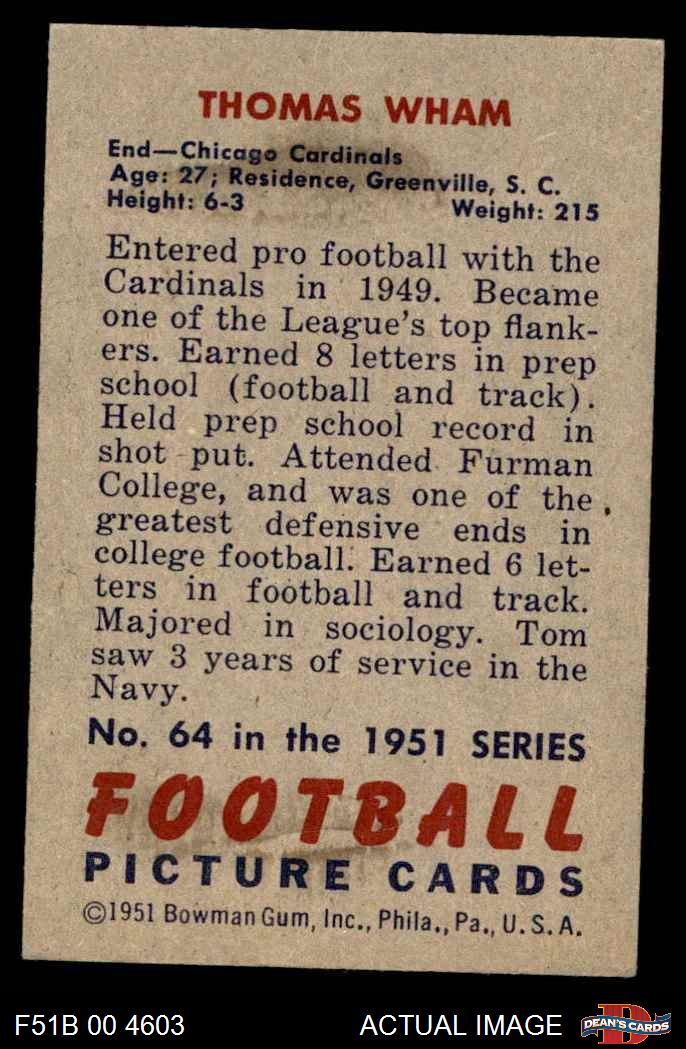 THOMAS WHAM
End—Chicago Cardinals
Age: 27; Residence, Greenville, S. C.
Height: 6-3 Weight: 215
Entered pro football with the
Cardinals in 1949. Became
one of the League's top flank-
ers. Earned 8 letters in prep
school (football and track).
Held prep school record in
shot put. Attended Furman
College, and was one of the
greatest defensive ends in
college football. Earned 6 let-
ters in football and track.
Majored in sociology. Tom
saw 3 years of service in the
Navy.
No. 64 in the 1951 SERIES
FOOTBALL
PICTURE CARDS
©1951 Bowman Gum, Inc., Phila., Pa., U. S. A.
F51B 00 4603 ACTUAL IMAGE
D
DEAN'S CARDS